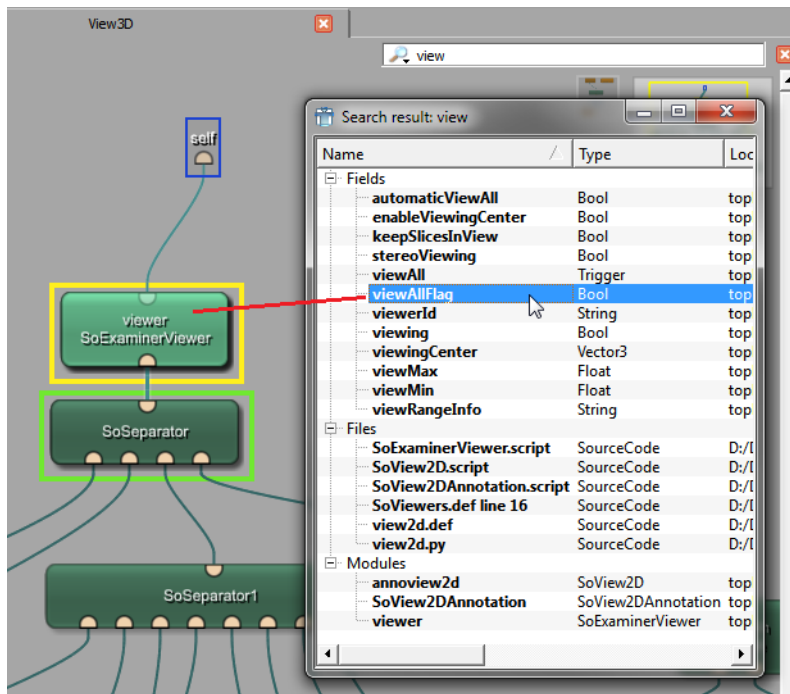 View3D
view
self
viewer
SoExaminerViewer
SoSeparator
SoSeparator1
Search result: view
Name Type Loc
Fields
automaticViewAll Bool top
enableViewingCenter Bool top
keepSlicesInView Bool top
stereoViewing Bool top
viewAll Trigger top
viewAllFlag Bool top
viewerId String top
viewing Bool top
viewingCenter Vector3 top
viewMax Float top
viewMin Float top
viewRangeInfo String top
Files
SoExaminerViewer.script SourceCode D:/
SoView2D.script SourceCode D:/
SoView2DAnnotation.script SourceCode D:/
SoViewers.def line 16 SourceCode D:/
view2d.def SourceCode D:/
view2d.py SourceCode D:/
Modules
annoview2d SoView2D top
SoView2DAnnotation SoView2DAnnotation top
viewer SoExaminerViewer top